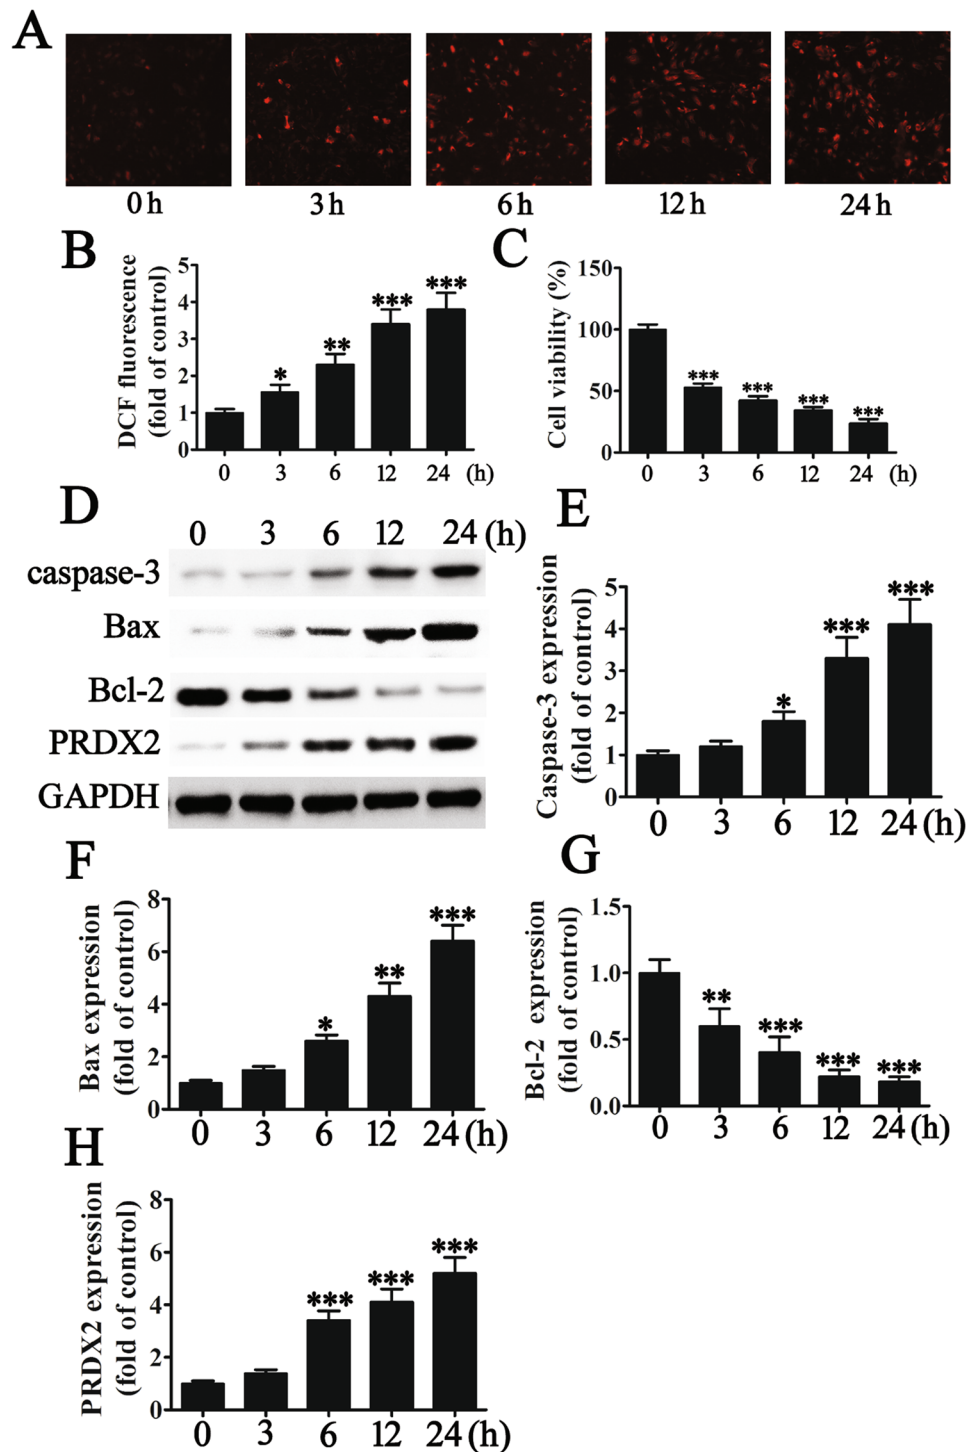 A
0 h 3 h 6 h 12 h 24 h
B
DCF fluorescence
(fold of control)
5
4
3
2
1
0
* ** *** ***
0 3 6 12 24 (h)
C
Cell viability (%)
150
100
50
0
*** *** *** ***
0 3 6 12 24 (h)
D
0 3 6 12 24 (h)
caspase-3
Bax
Bcl-2
PRDX2
GAPDH
E
Caspase-3 expression
(fold of control)
5
4
3
2
1
0
* *** ***
0 3 6 12 24 (h)
F
Bax expression
(fold of control)
8
6
4
2
0
* ** ***
0 3 6 12 24 (h)
G
Bcl-2 expression
(fold of control)
1.5
1.0
0.5
0.0
** *** *** ***
0 3 6 12 24 (h)
H
PRDX2 expression
(fold of control)
8
6
4
2
0
*** *** ***
0 3 6 12 24 (h)